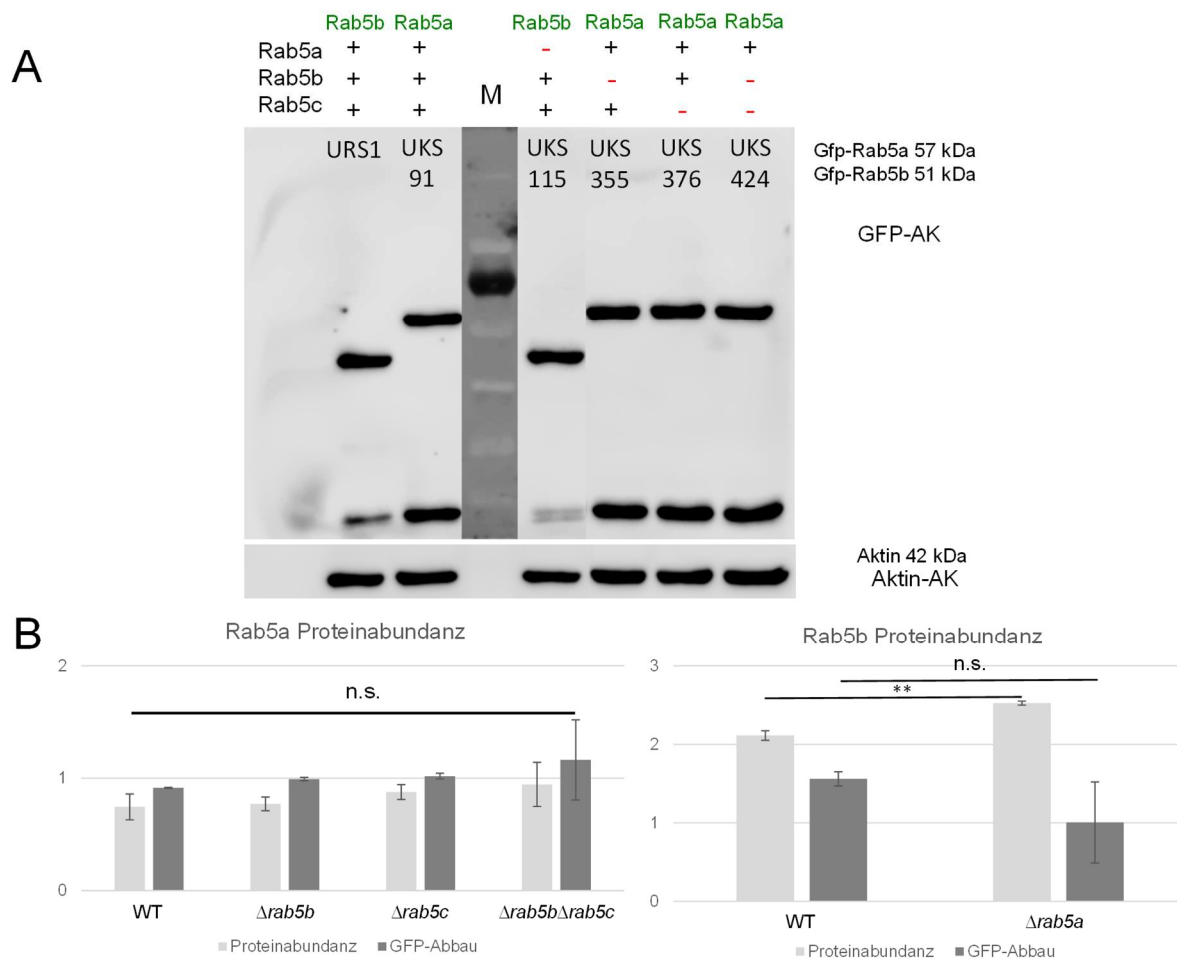 A
Rab5b Rab5a Rab5b Rab5a Rab5a Rab5a
Rab5a + + - + + +
Rab5b + + + - + -
Rab5c + + + + - -
M
URS1 UKS 91 UKS 115 UKS 355 UKS 376 UKS 424
Gfp-Rab5a 57 kDa
Gfp-Rab5b 51 kDa
GFP-AK
Aktin 42 kDa
Aktin-AK
B
Rab5a Proteinabundanz
2
n.s.
1
0
WT Δrab5b Δrab5c Δrab5bΔrab5c
Proteinabundanz GFP-Abbau
Rab5b Proteinabundanz
3
n.s.
**
2
1
0
WT Δrab5a
Proteinabundanz GFP-Abbau